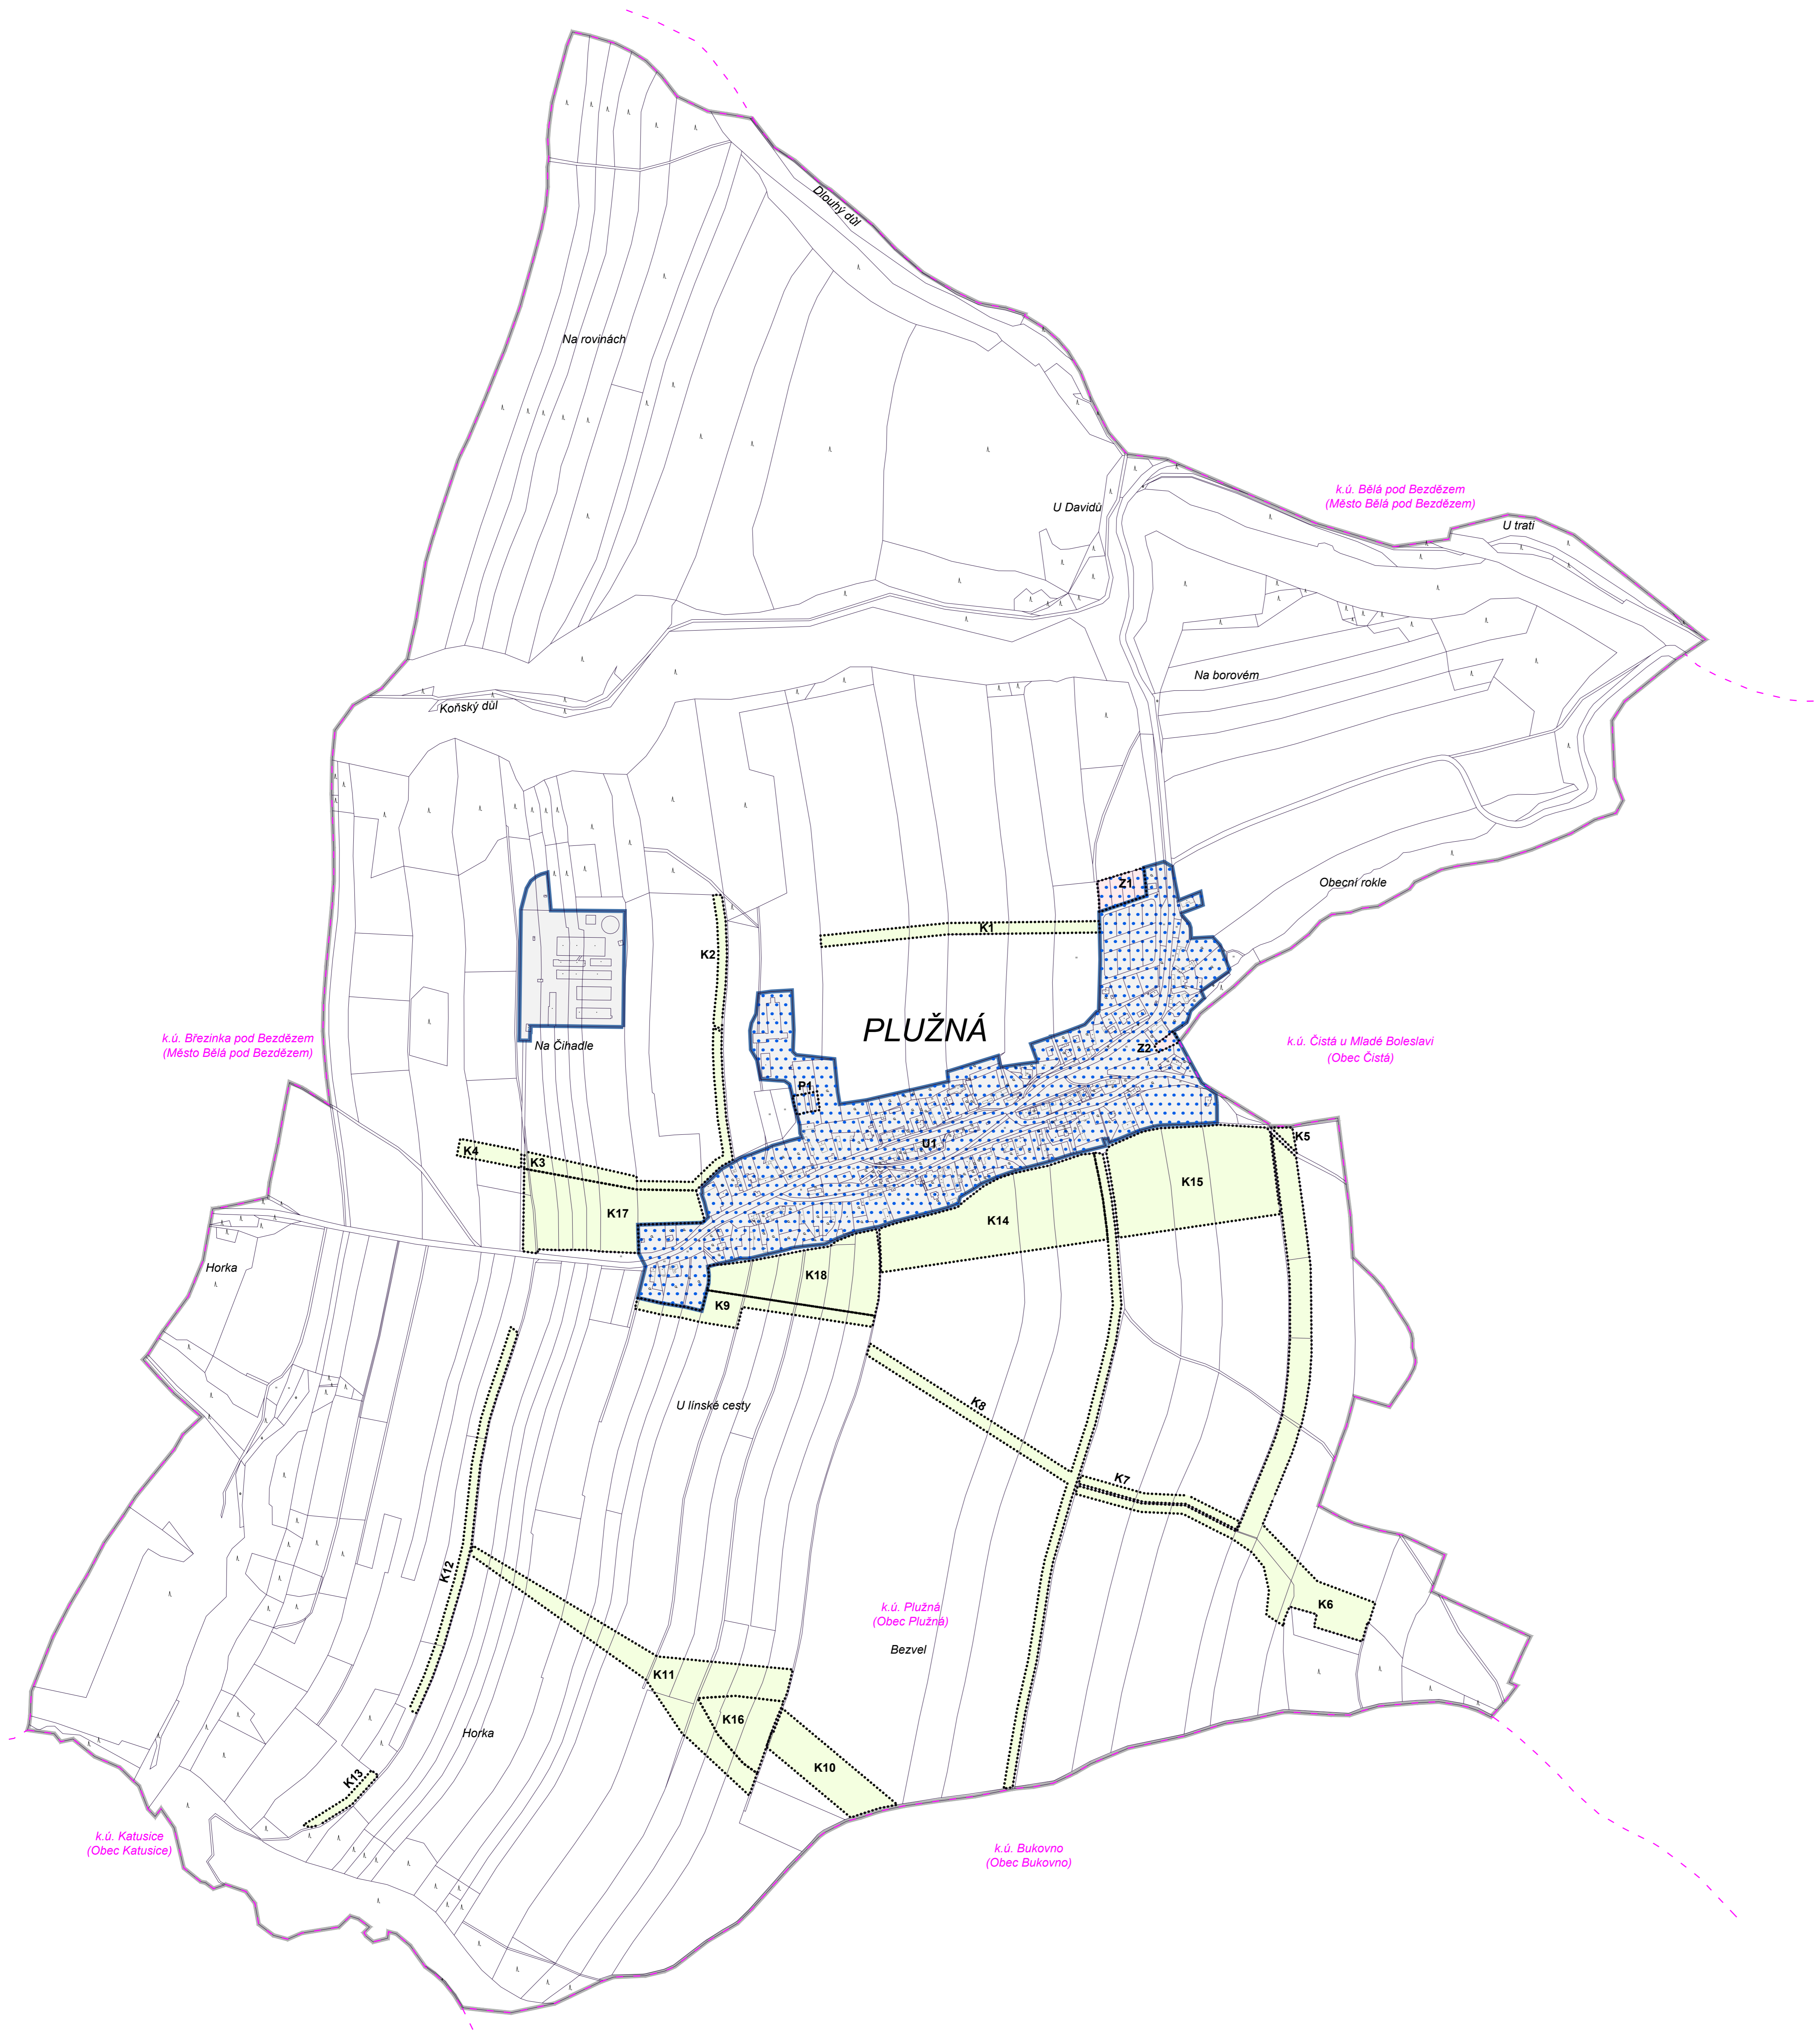 Dlouhý důl
Na rovinách
k.ú. Bělá pod Bezdězem
(Město Bělá pod Bezdězem)
U Davidů
U trati
Na borovém
Koňský důl
Z1
Obecní rokle
K1
K2
PLUŽNÁ
k.ú. Březinka pod Bezdězem
(Město Bělá pod Bezdězem)
Na Čihadle
Z2
k.ú. Čistá u Mladé Boleslavi
(Obec Čistá)
P1
U1
K5
K4
K3
K15
K17
K14
Horka
K18
K9
U línské cesty
K8
K7
K12
K6
k.ú. Plužná
(Obec Plužná)
Bezvel
K11
K16
Horka
K10
K13
k.ú. Katusice
(Obec Katusice)
k.ú. Bukovno
(Obec Bukovno)